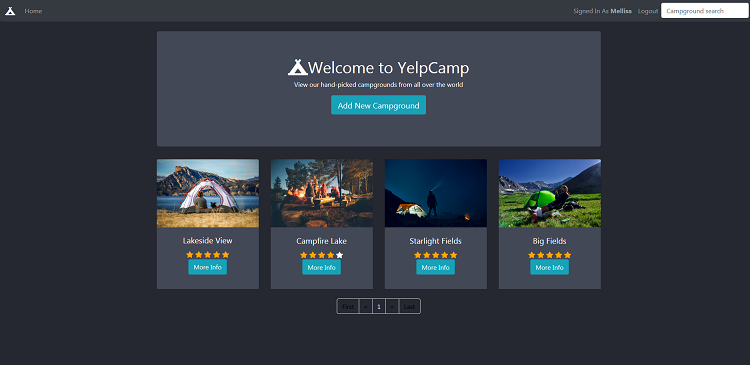 Home
Signed In As Mellisa Logout Campground search
Welcome to YelpCamp
View our hand-picked campgrounds from all over the world
Add New Campground
Lakeside View
More Info
Campfire Lake
More Info
Starlight Fields
More Info
Big Fields
More Info
First 1 Last